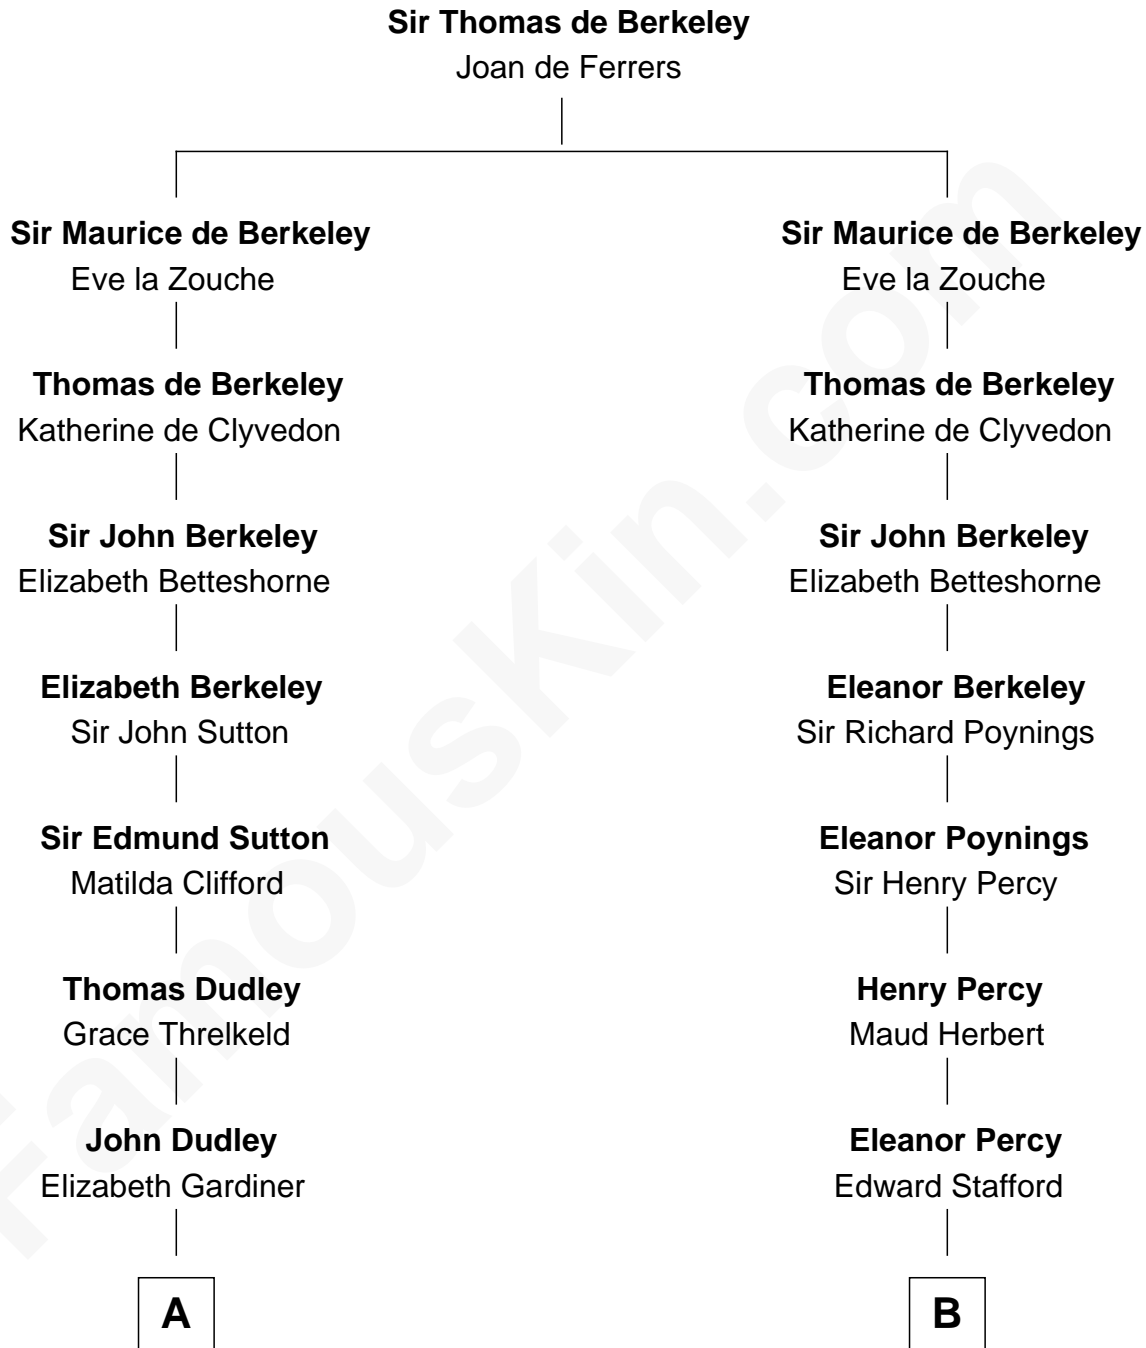 Sir Thomas de Berkeley
Joan de Ferrers
Sir Maurice de Berkeley
Eve la Zouche
Thomas de Berkeley
Katherine de Clyvedon
Sir John Berkeley
Elizabeth Betteshorne
Elizabeth Berkeley
Sir John Sutton
Sir Edmund Sutton
Matilda Clifford
Thomas Dudley
Grace Threlkeld
John Dudley
Elizabeth Gardiner
A
Sir Maurice de Berkeley
Eve la Zouche
Thomas de Berkeley
Katherine de Clyvedon
Sir John Berkeley
Elizabeth Betteshorne
Eleanor Berkeley
Sir Richard Poynings
Eleanor Poynings
Sir Henry Percy
Henry Percy
Maud Herbert
Eleanor Percy
Edward Stafford
B
FamousKin.com